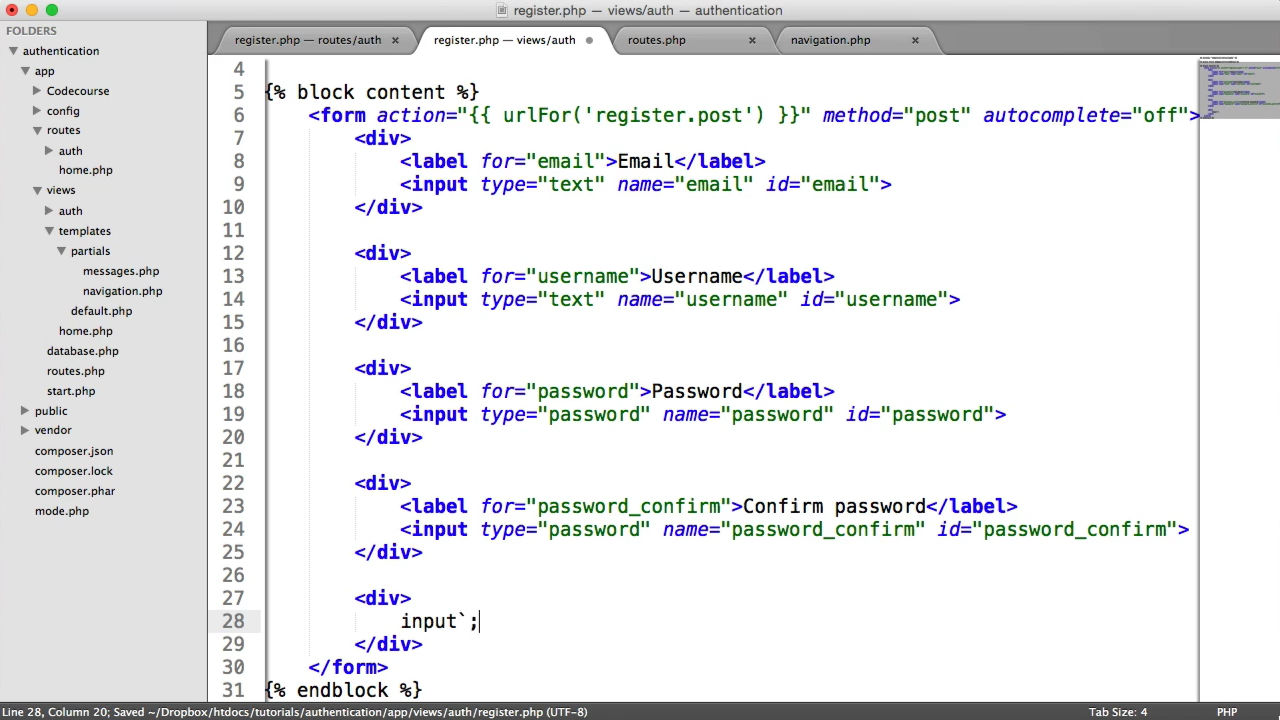 register.php — views/auth — authentication
FOLDERS
authentication
app
Codecourse
config
routes
auth
home.php
views
auth
templates
partials
messages.php
navigation.php
default.php
home.php
database.php
routes.php
start.php
public
vendor
composer.json
composer.lock
composer.phar
mode.php
register.php — routes/auth ×
register.php — views/auth
routes.php ×
navigation.php ×
4
5 {% block content %}
6 <form action="{{ urlFor('register.post') }}" method="post" autocomplete="off">
7 <div>
8 <label for="email">Email</label>
9 <input type="text" name="email" id="email">
10 </div>
11
12 <div>
13 <label for="username">Username</label>
14 <input type="text" name="username" id="username">
15 </div>
16
17 <div>
18 <label for="password">Password</label>
19 <input type="password" name="password" id="password">
20 </div>
21
22 <div>
23 <label for="password_confirm">Confirm password</label>
24 <input type="password" name="password_confirm" id="password_confirm">
25 </div>
26
27 <div>
28 input`;
29 </div>
30 </form>
31 {% endblock %}
Line 28, Column 20; Saved ~/Dropbox/htdocs/tutorials/authentication/app/views/auth/register.php (UTF-8)
Tab Size: 4
PHP